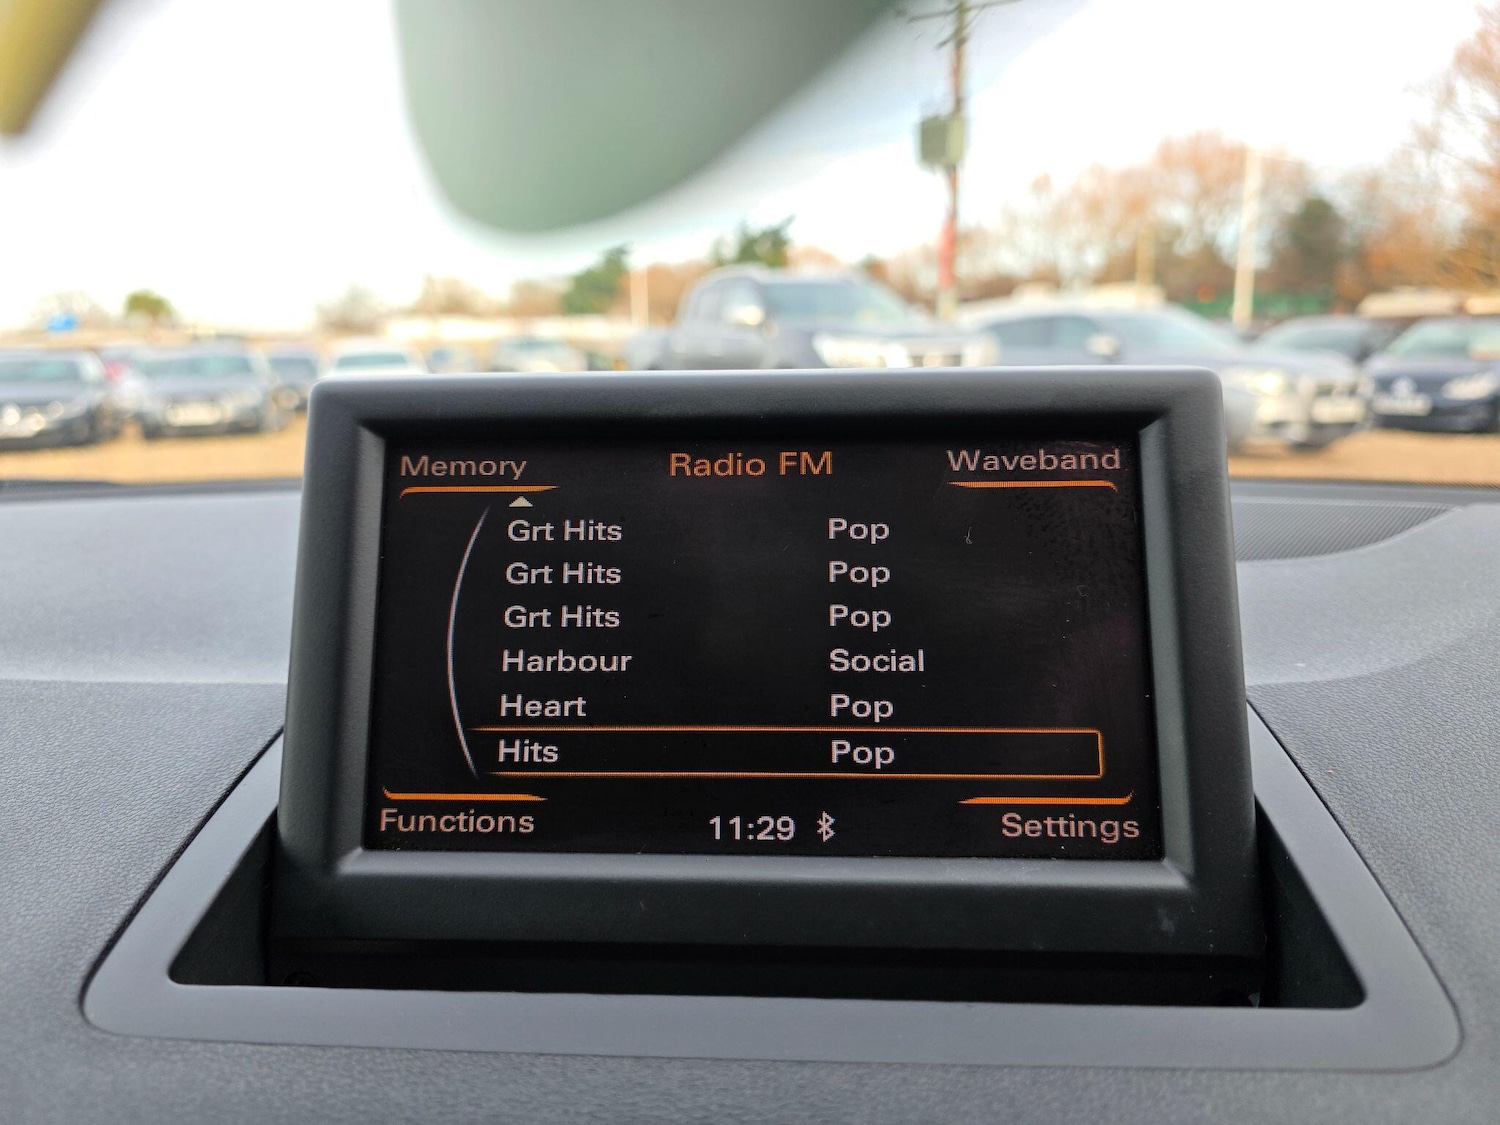 Memory Radio FM Waveband
Grt Hits Pop
Grt Hits Pop
Grt Hits Pop
Harbour Social
Heart Pop
Hits Pop
Functions 11:29 Settings